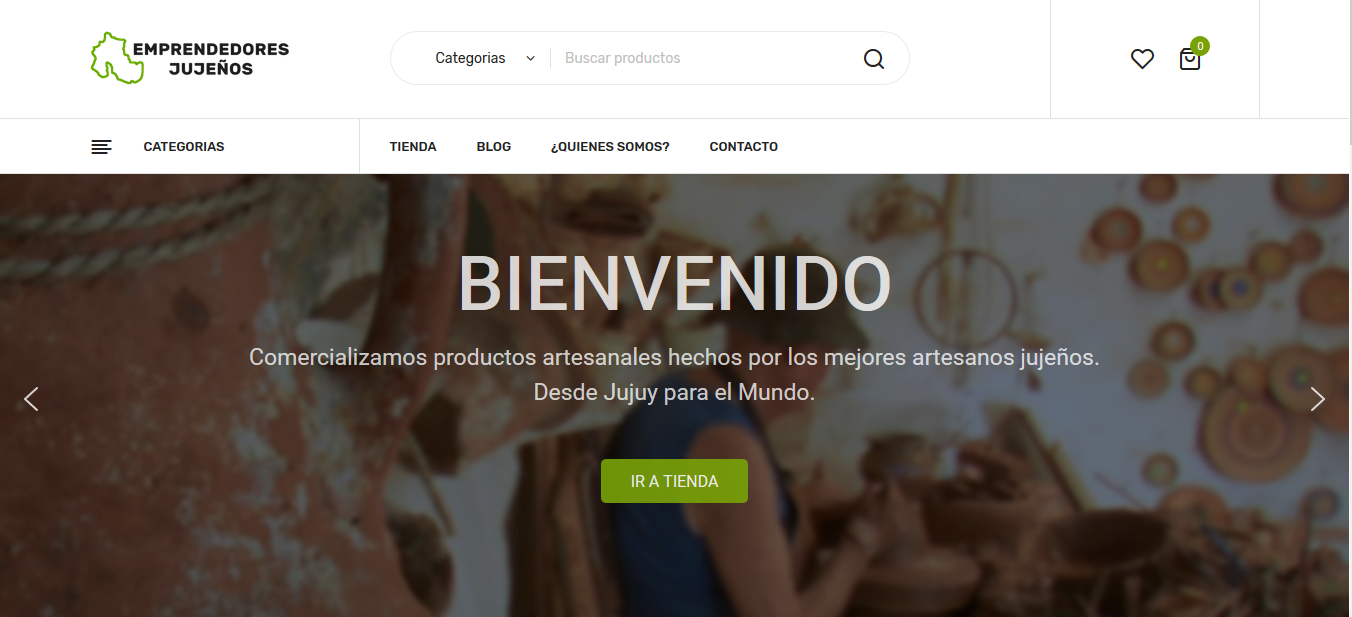 EMPRENDEDORES
JUJEÑOS
Categorias
Buscar productos
0
CATEGORIAS
TIENDA
BLOG
¿QUIENES SOMOS?
CONTACTO
BIENVENIDO
Comercializamos productos artesanales hechos por los mejores artesanos jujeños.
Desde Jujuy para el Mundo.
IR A TIENDA